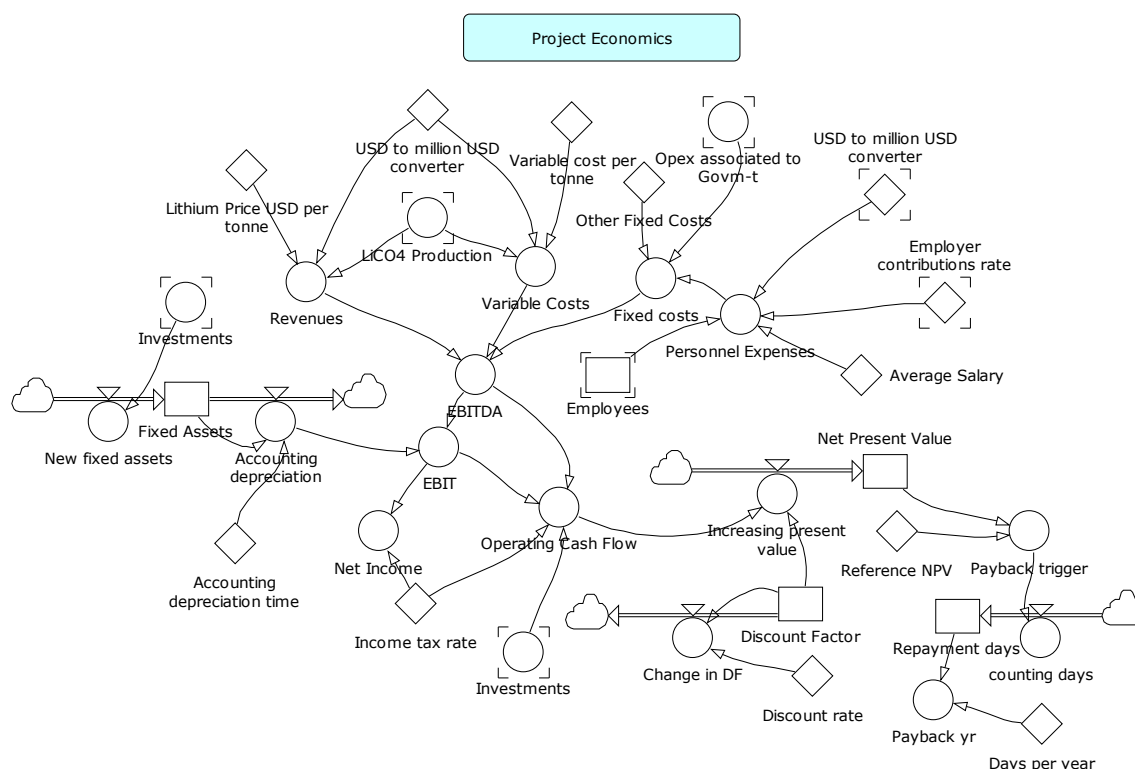 Project Economics
USD to million USD
converter
Variable cost per
tonne
Opex associated to
Govm-t
USD to million USD
converter
Lithium Price USD per
tonne
Other Fixed Costs
LiCO4 Production
Employer
contributions rate
Revenues
Variable Costs
Fixed costs
Investments
Personnel Expenses
Average Salary
Employees
EBITDA
Fixed Assets
New fixed assets
Accounting
depreciation
EBIT
Net Present Value
Increasing present
value
Operating Cash Flow
Net Income
Reference NPV
Payback trigger
Accounting
depreciation time
Income tax rate
Discount Factor
Repayment days
Investments
Change in DF
counting days
Discount rate
Payback yr
Days per year